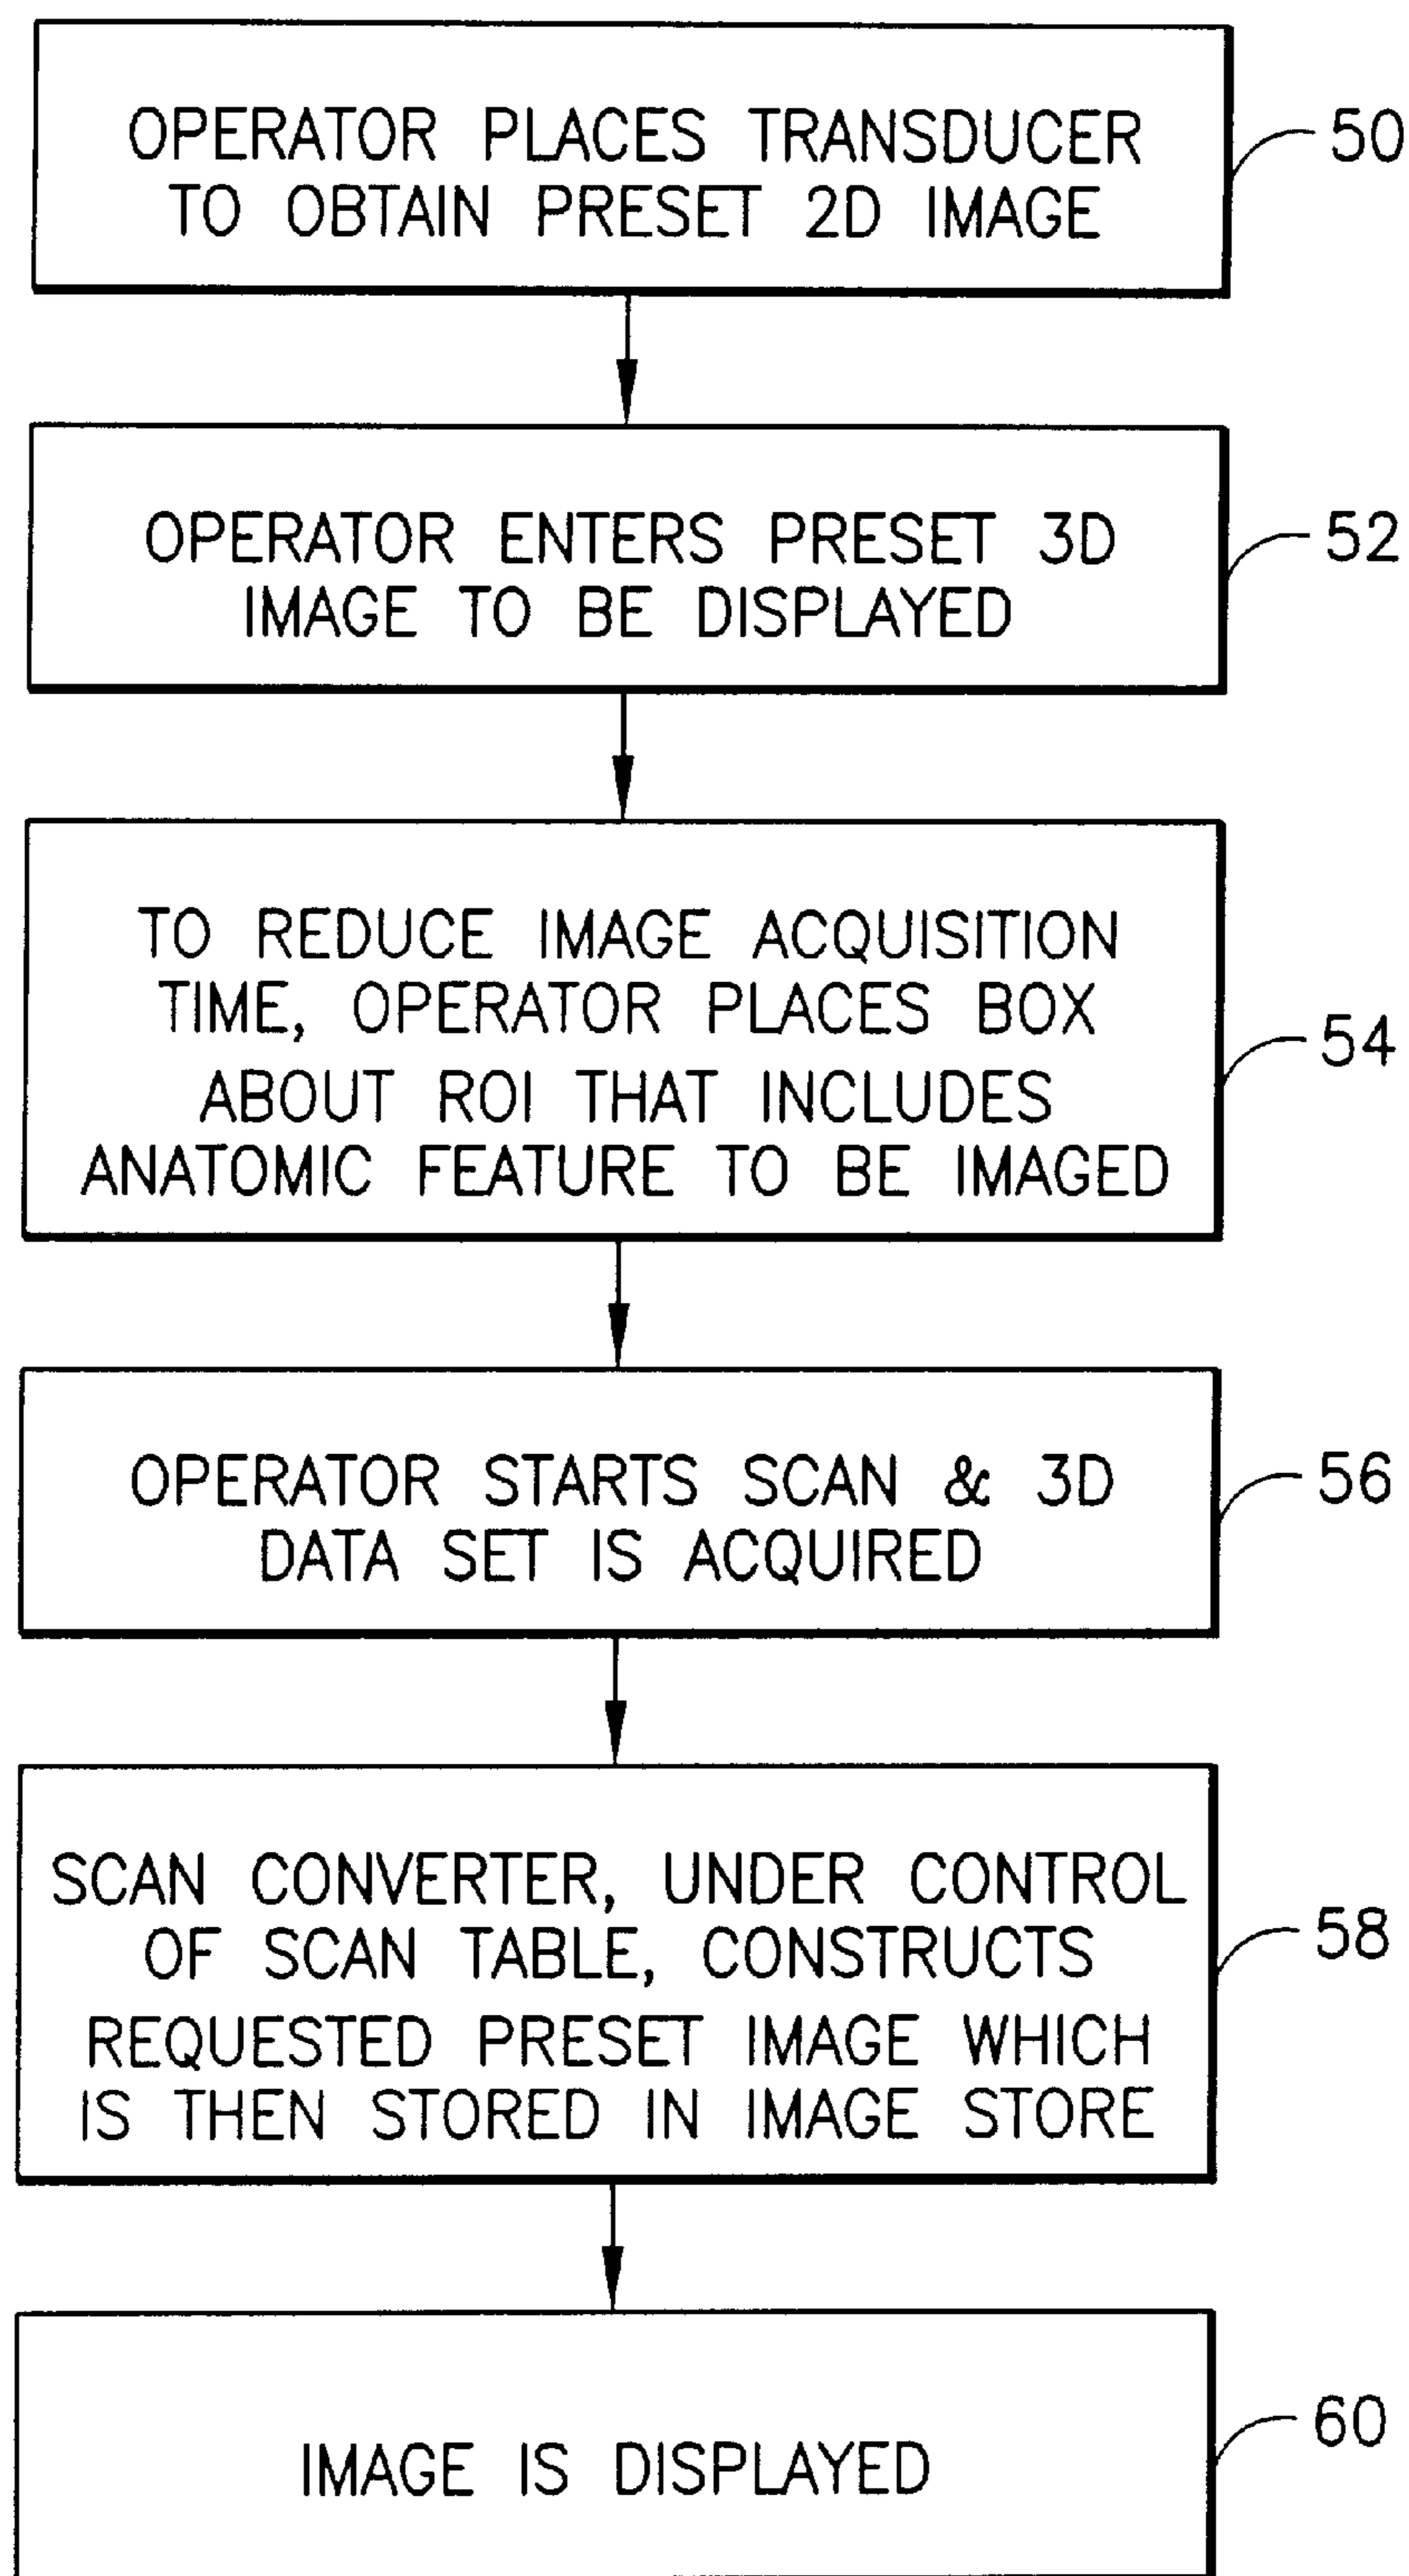 OPERATOR PLACES TRANSDUCER
TO OBTAIN PRESET 2D IMAGE
50
OPERATOR ENTERS PRESET 3D
IMAGE TO BE DISPLAYED
52
TO REDUCE IMAGE ACQUISITION
TIME, OPERATOR PLACES BOX
ABOUT ROI THAT INCLUDES
ANATOMIC FEATURE TO BE IMAGED
54
OPERATOR STARTS SCAN & 3D
DATA SET IS ACQUIRED
56
SCAN CONVERTER, UNDER CONTROL
OF SCAN TABLE, CONSTRUCTS
REQUESTED PRESET IMAGE WHICH
IS THEN STORED IN IMAGE STORE
58
IMAGE IS DISPLAYED
60